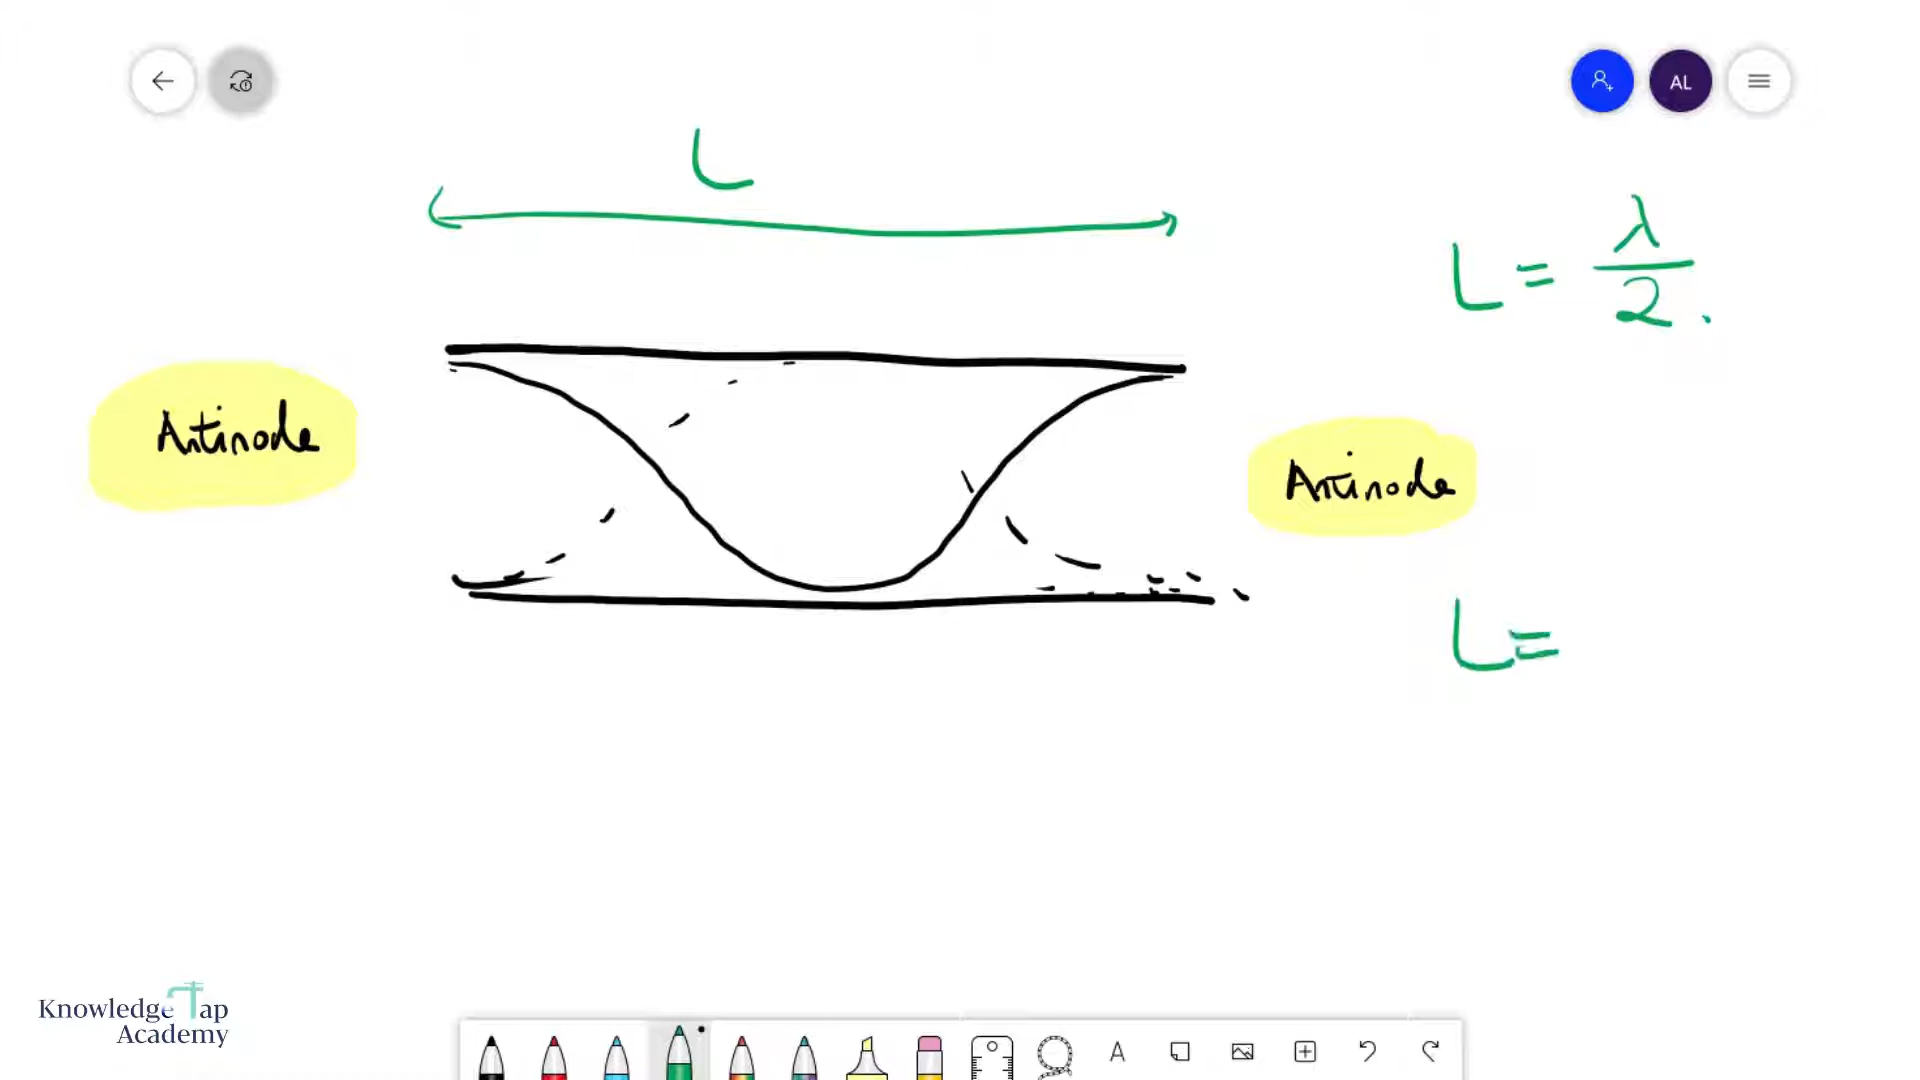 AL
L
L = λ/2.
Antinode
Antinode
L=
Knowledge Tap
Academy
A